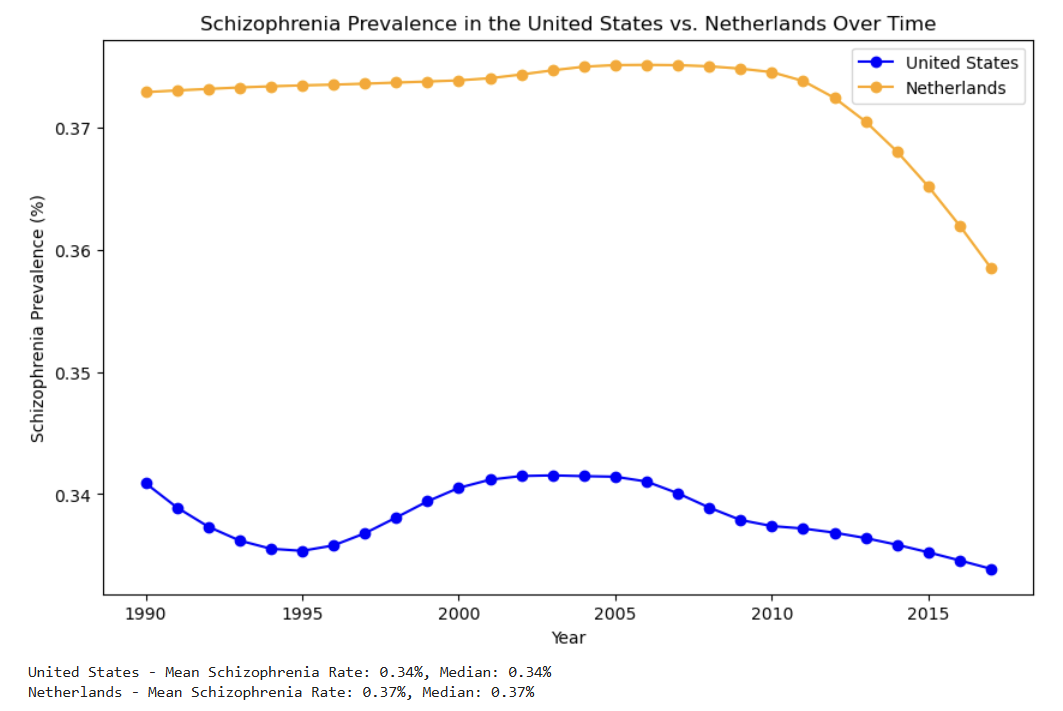 Schizophrenia Prevalence in the United States vs. Netherlands Over Time
United States
Netherlands
Schizophrenia Prevalence (%)
0.37
0.36
0.35
0.34
1990
1995
2000
2005
2010
2015
Year
United States - Mean Schizophrenia Rate: 0.34%, Median: 0.34%
Netherlands - Mean Schizophrenia Rate: 0.37%, Median: 0.37%